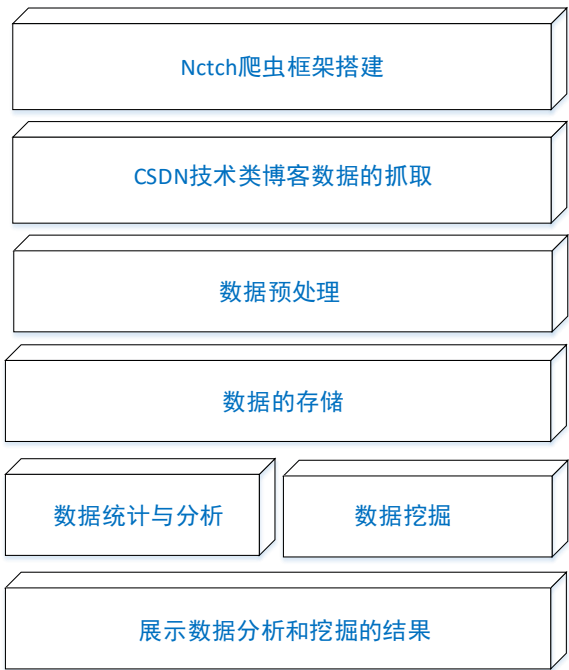 Nctch爬虫框架搭建
CSDN技术类博客数据的抓取
数据预处理
数据的存储
数据统计与分析
数据挖掘
展示数据分析和挖掘的结果